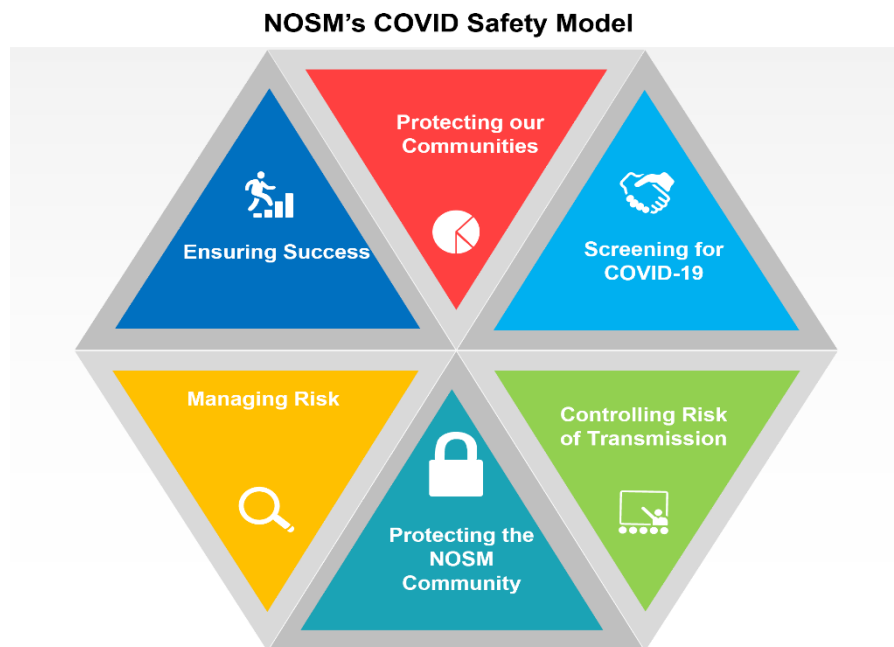 NOSM's COVID Safety Model
Protecting our
Communities
Ensuring Success
Screening for
COVID-19
Managing Risk
Controlling Risk
of Transmission
Protecting the
NOSM
Community